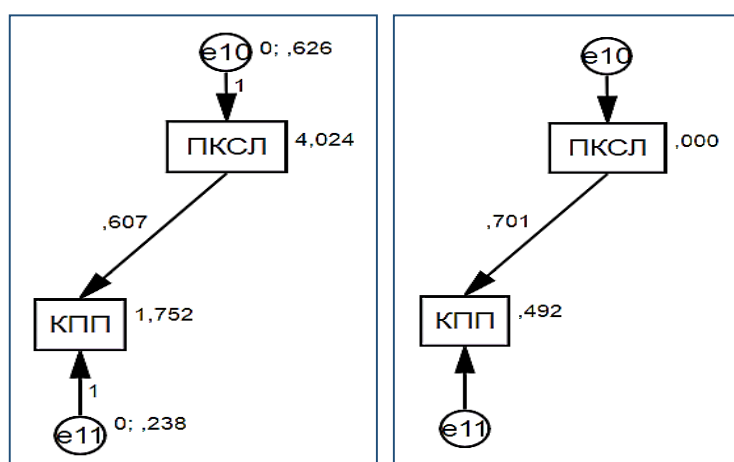 e10 0; ,626
1
ПКСЛ 4,024
,607
КПП 1,752
1
e11 0; ,238
e10
ПКСЛ ,000
,701
КПП ,492
e11